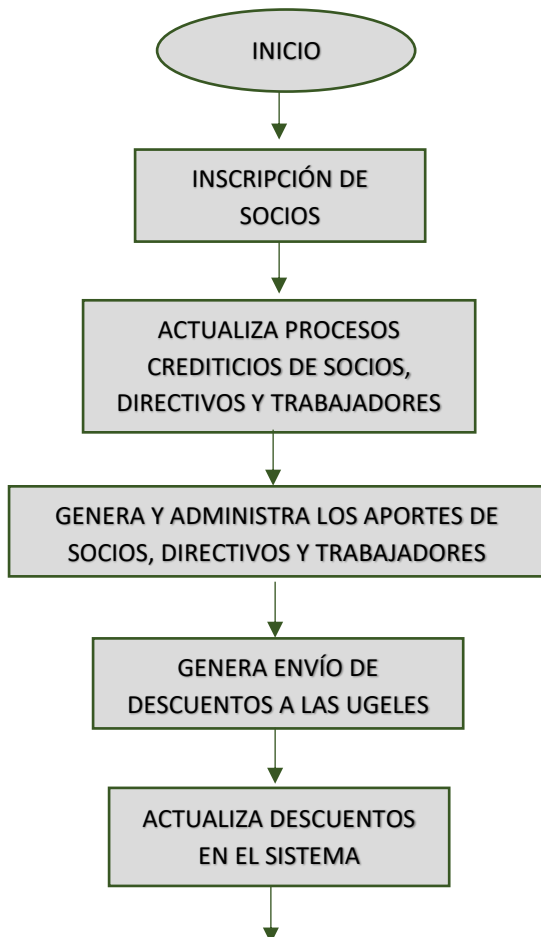 INICIO
INSCRIPCIÓN DE
SOCIOS
ACTUALIZA PROCESOS
CREDITICIOS DE SOCIOS,
DIRECTIVOS Y TRABAJADORES
GENERA Y ADMINISTRA LOS APORTES DE
SOCIOS, DIRECTIVOS Y TRABAJADORES
GENERA ENVÍO DE
DESCUENTOS A LAS UGELES
ACTUALIZA DESCUENTOS
EN EL SISTEMA